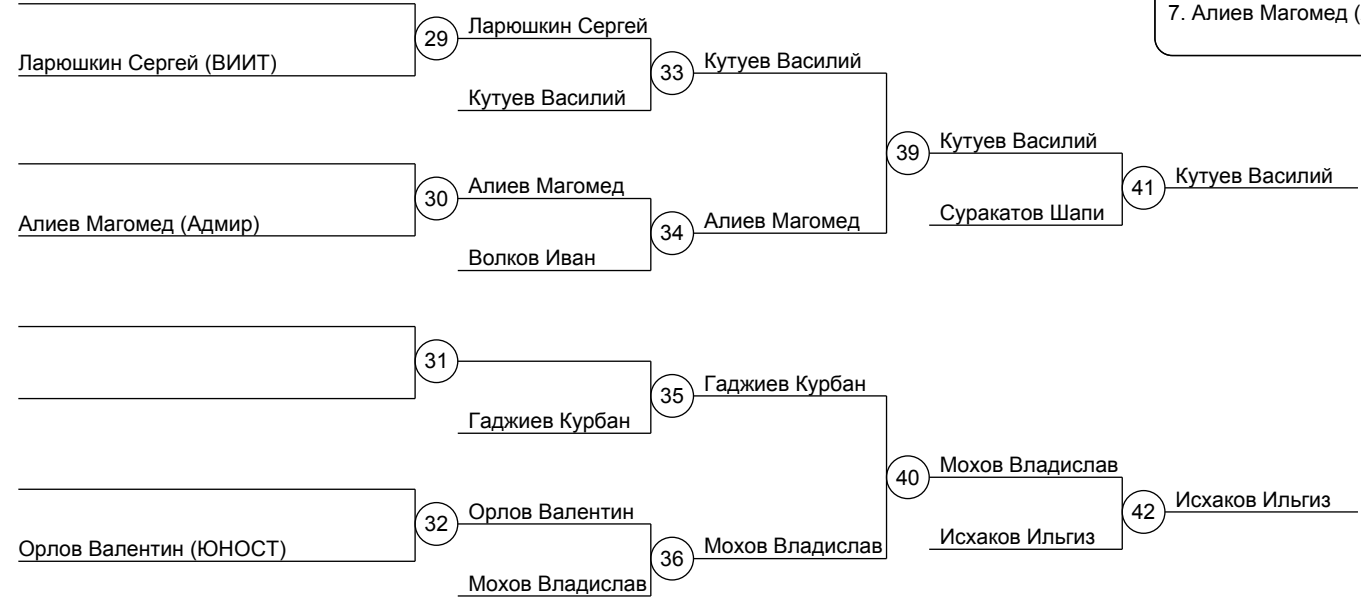 7. Алиев Магомед (
29
Ларюшкин Сергей
Ларюшкин Сергей (ВИИТ)
33
Кутуев Василий
Кутуев Василий
39
Кутуев Василий
41
Кутуев Василий
30
Алиев Магомед
Алиев Магомед (Адмир)
34
Алиев Магомед
Суракатов Шапи
Волков Иван
31
35
Гаджиев Курбан
Гаджиев Курбан
40
Мохов Владислав
42
Исхаков Ильгиз
32
Орлов Валентин
Исхаков Ильгиз
Орлов Валентин (ЮНОСТ)
36
Мохов Владислав
Мохов Владислав